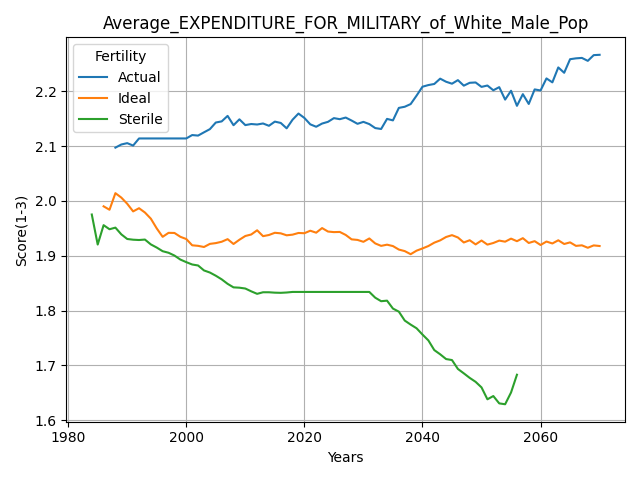 Average_EXPENDITURE_FOR_MILITARY_of_White_Male_Pop
Fertility
Actual
Ideal
Sterile
Score(1-3)
2.2
2.1
2.0
1.9
1.8
1.7
1.6
1980 2000 2020 2040 2060
Years